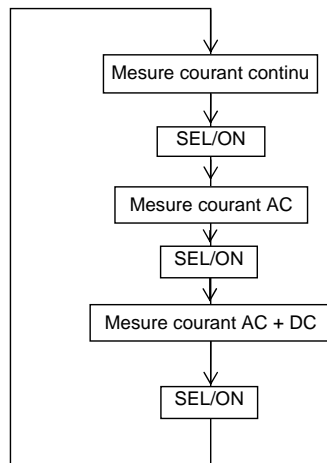 Mesure courant continu
SEL/ON
Mesure courant AC
SEL/ON
Mesure courant AC + DC
SEL/ON